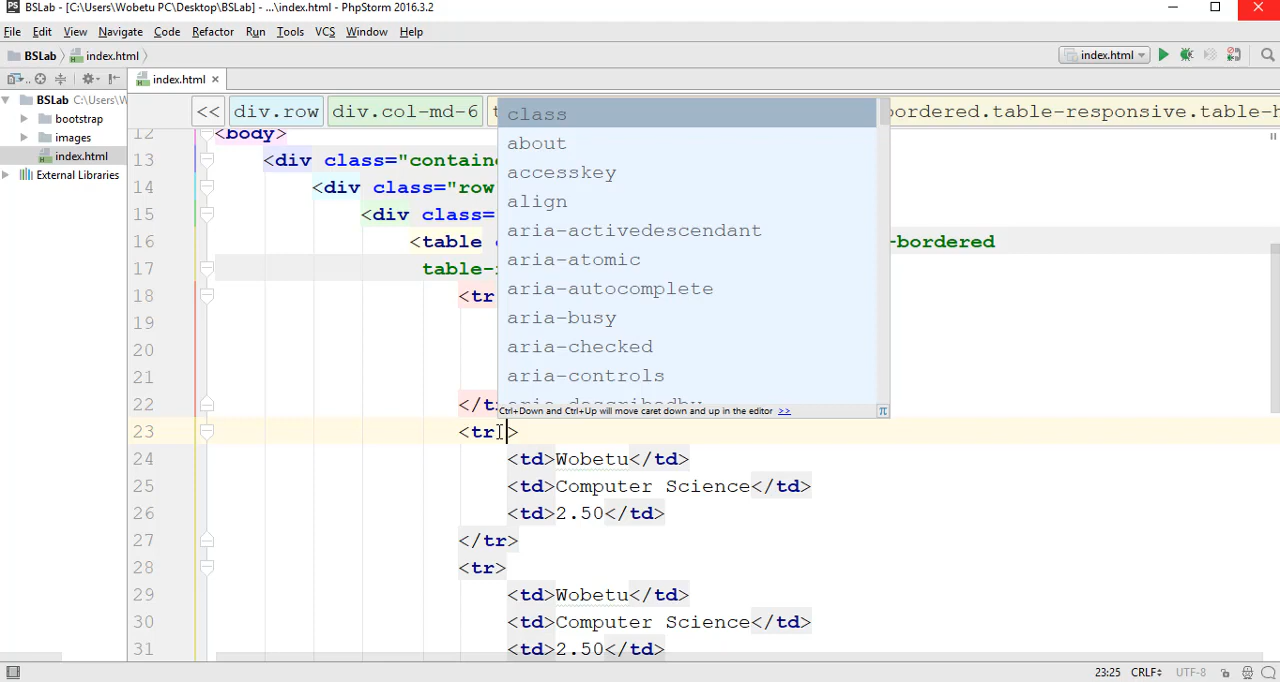 BSLab - [C:\Users\Wobetu PC\Desktop\BSLab] - ...\index.html - PhpStorm 2016.3.2
File Edit View Navigate Code Refactor Run Tools VCS Window Help
BSLab index.html index.html
index.html
BSLab C:\Users\W
bootstrap
images
index.html
External Libraries
<< div.row div.col-md-6 bordered.table-responsive.table-h
class
about
accesskey
align
aria-activedescendant
aria-atomic
aria-autocomplete
aria-busy
aria-checked
aria-controls
aria-describedby
Ctrl+Down and Ctrl+Up will move caret down and up in the editor >> π
12 <body>
13 <div class="contain
14 <div class="row
15 <div class=
16 <table -bordered
17 table-
18 <tr
19
20
21
22 </t
23 <tr >
24 <td>Wobetu</td>
25 <td>Computer Science</td>
26 <td>2.50</td>
27 </tr>
28 <tr>
29 <td>Wobetu</td>
30 <td>Computer Science</td>
31 <td>2.50</td>
23:25 CRLF UTF-8